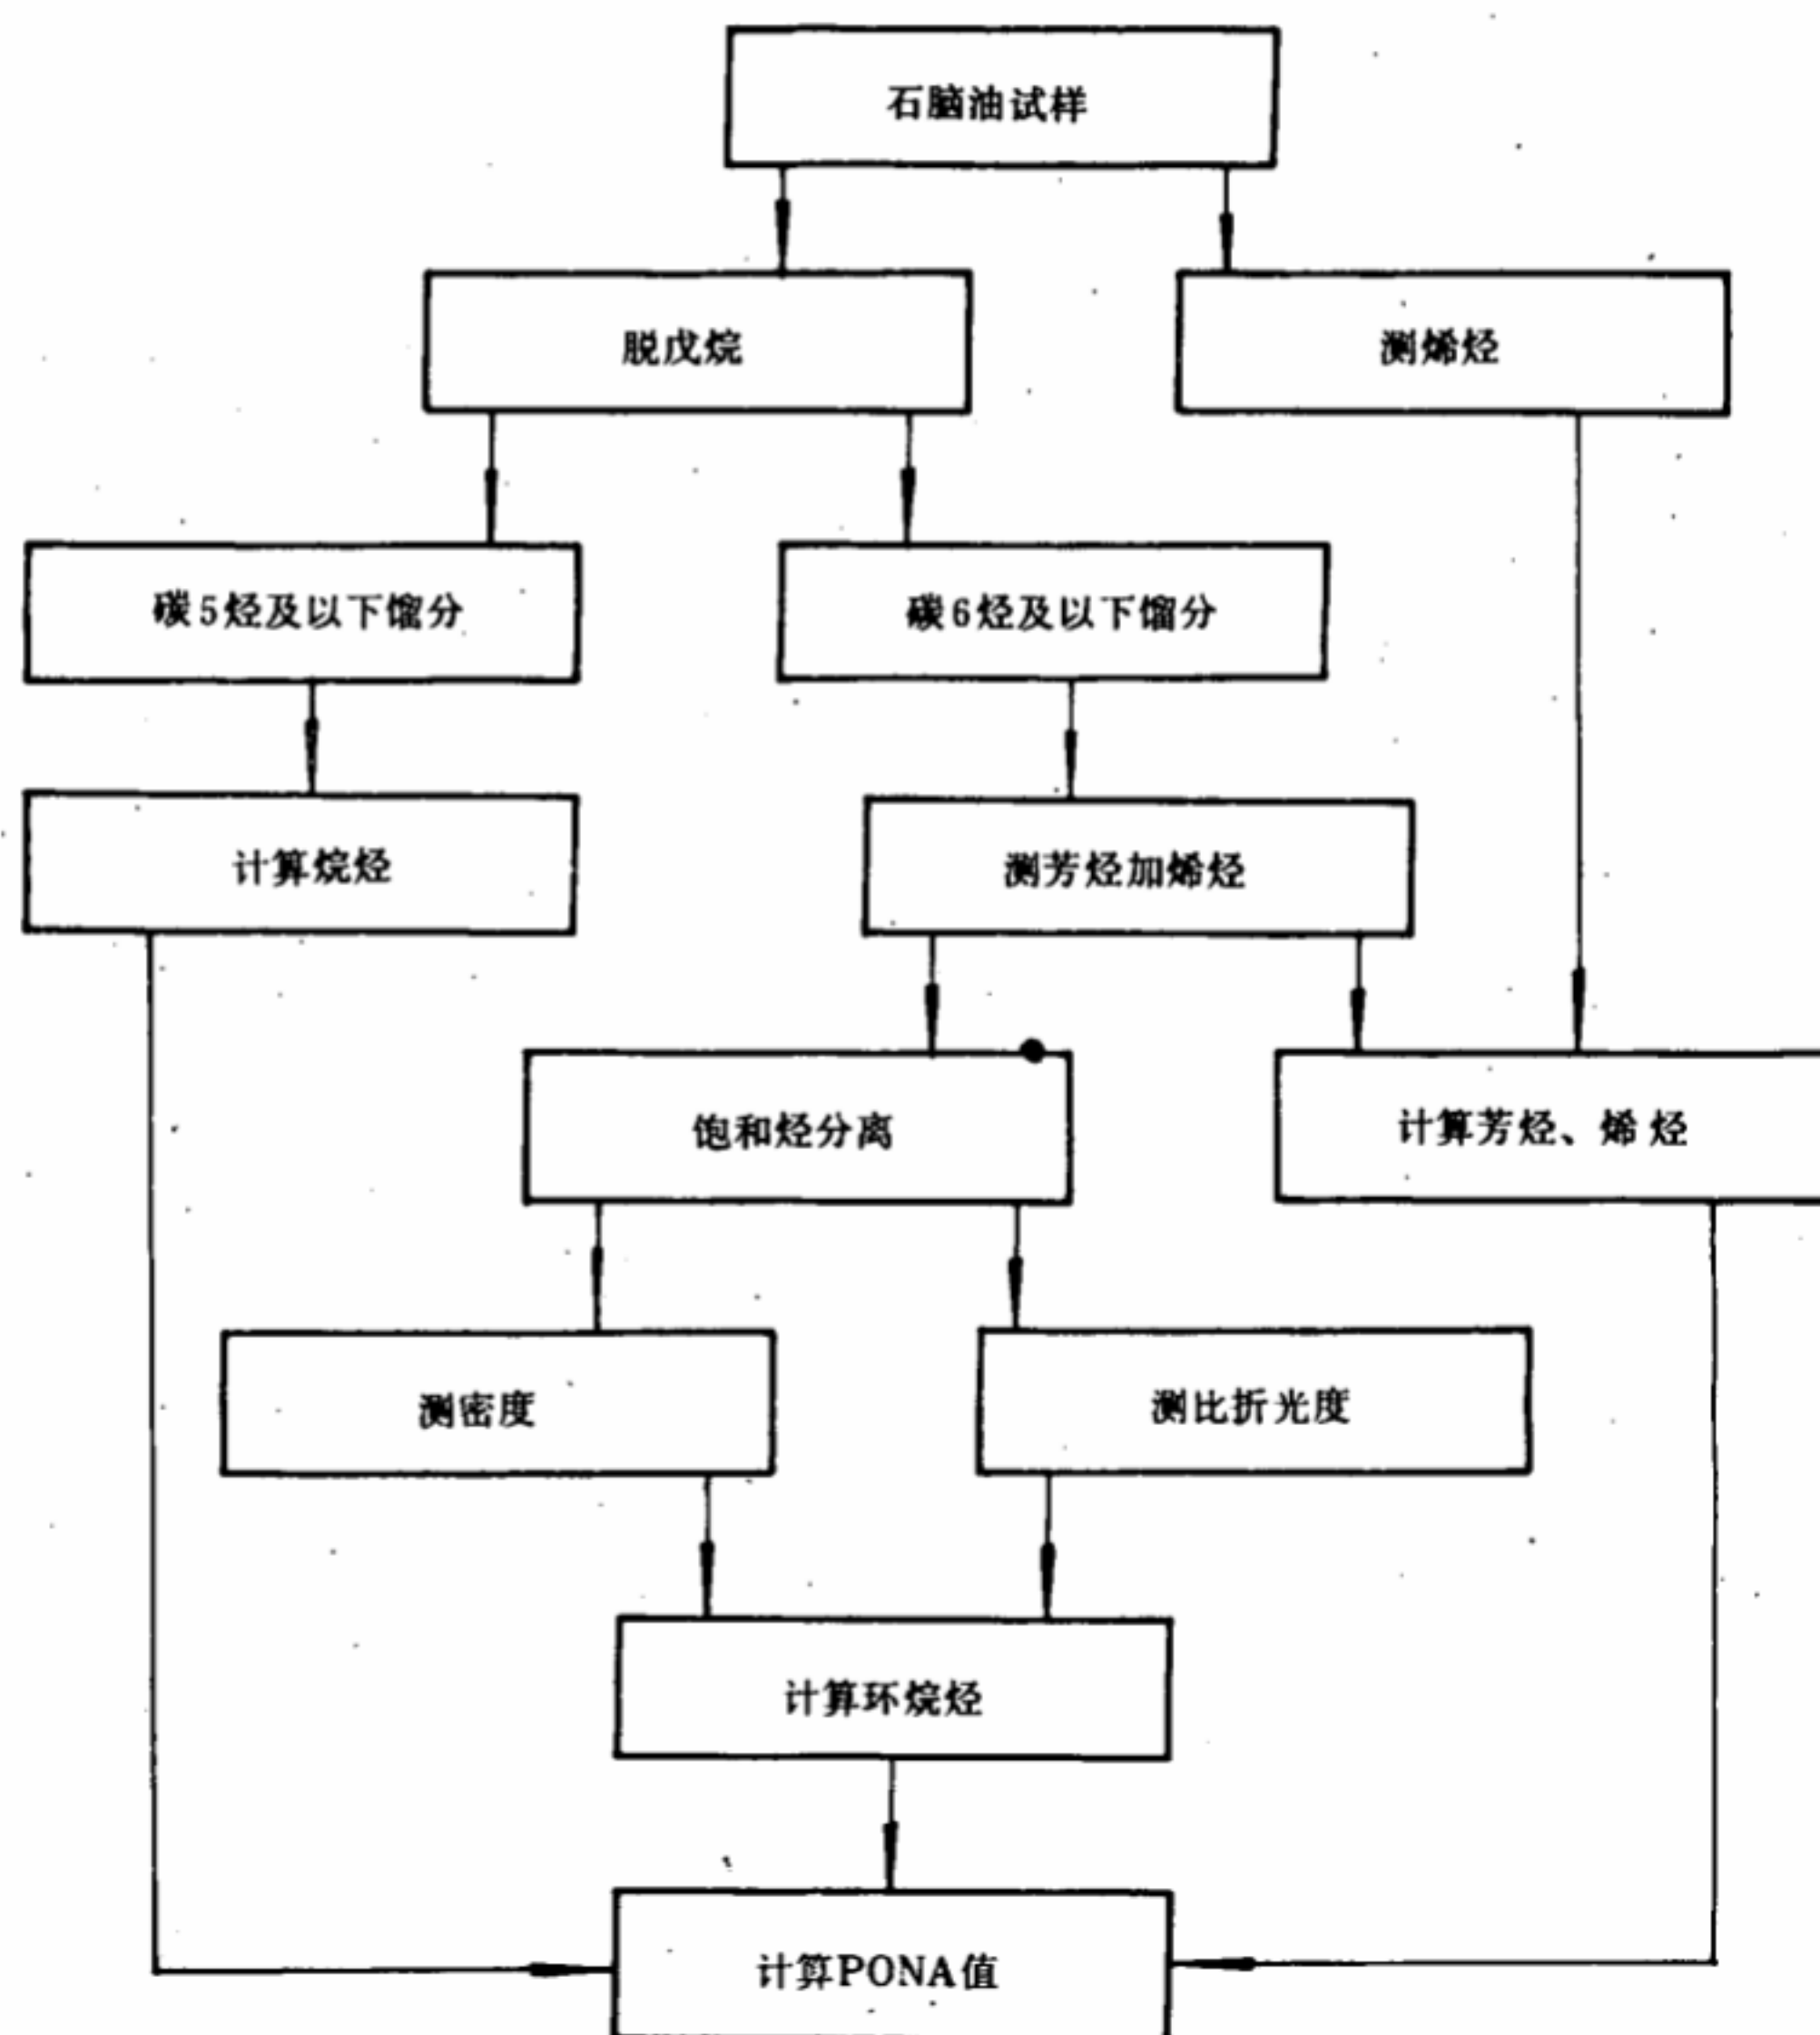 石脑油试样
脱戊烷
测烯烃
碳5烃及以下馏分
碳6烃及以下馏分
计算烷烃
测芳烃加烯烃
饱和烃分离
计算芳烃、烯烃
测密度
测比折光度
计算环烷烃
计算PONA值